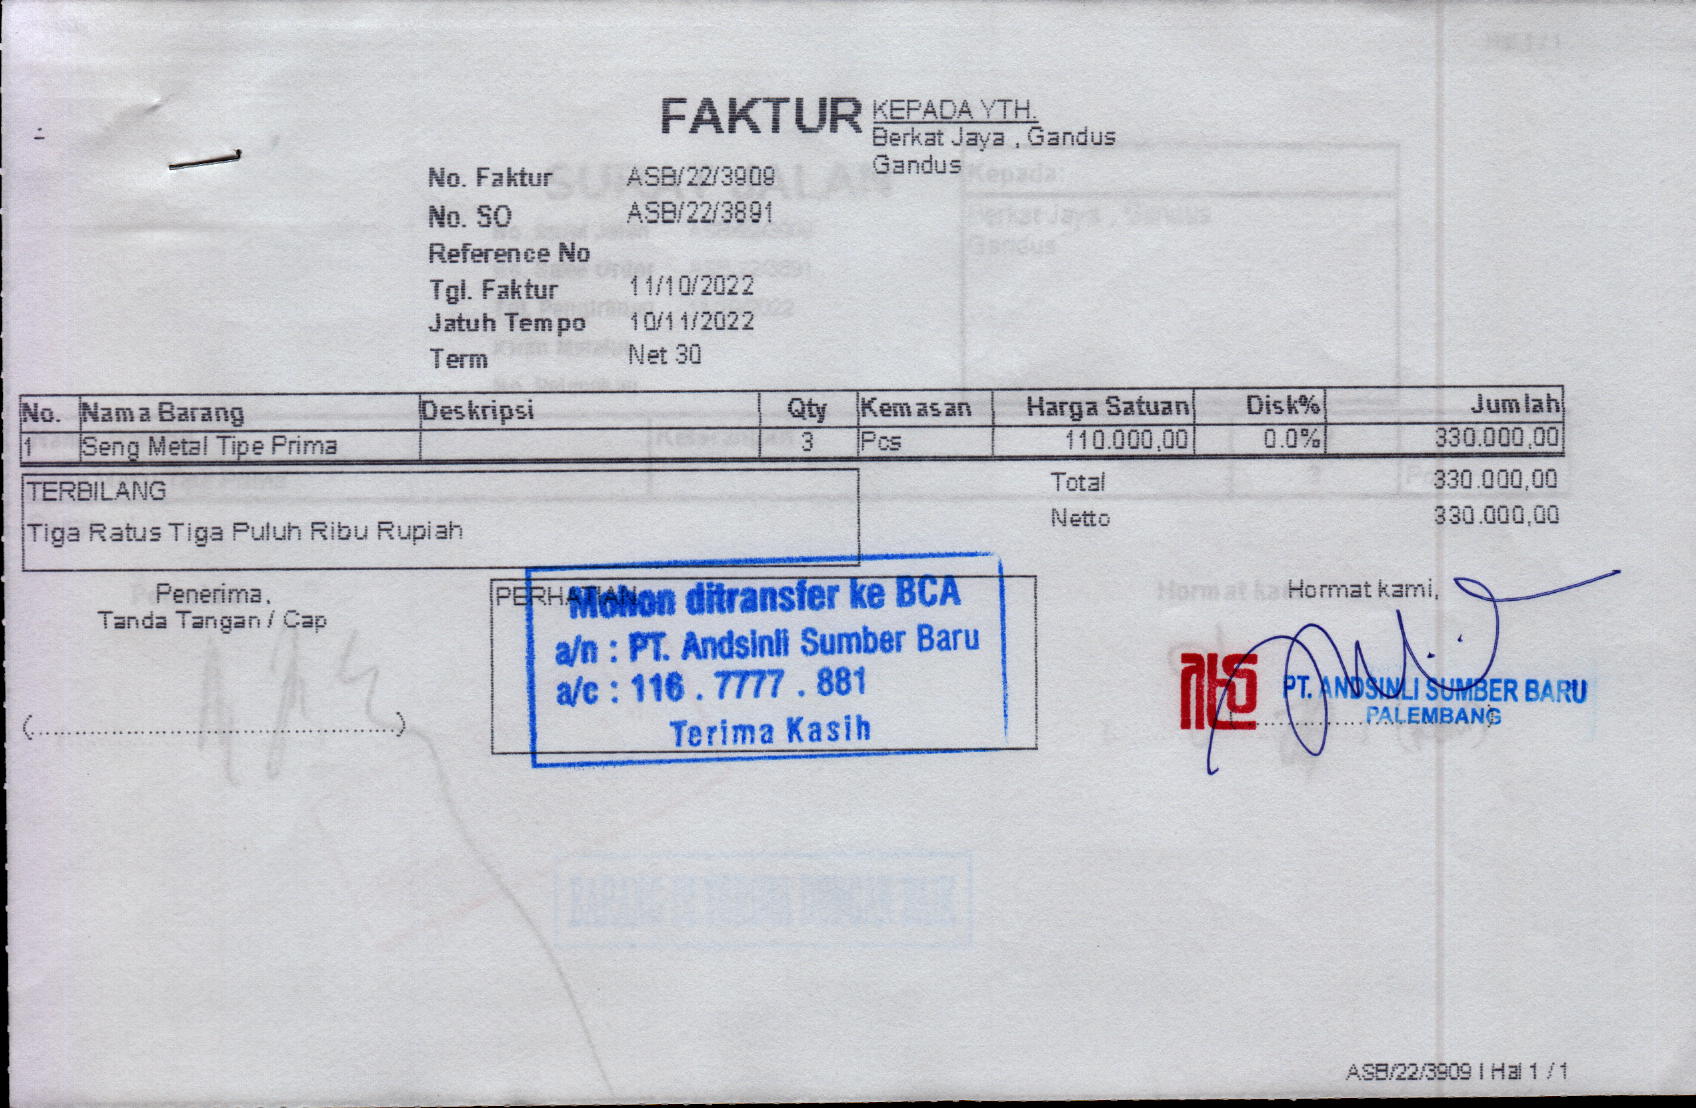 FAKTUR
KEPADA YTH.
Berkat Jaya , Gandus
Gandus
No. Faktur ASB/22/3909
No. SO ASB/22/3891
Reference No
Tgl. Faktur 11/10/2022
Jatuh Tempo 10/11/2022
Term Net 30
No. Nama Barang Deskripsi Qty Kemasan Harga Satuan Disk% Jumlah
1 Seng Metal Tipe Prima 3 Pcs 110.000,00 0.0% 330.000,00
TERBILANG
Tiga Ratus Tiga Puluh Ribu Rupiah
Total 330.000,00
Netto 330.000,00
Penerima,
Tanda Tangan / Cap
(....................)
PERHATIAN
Mohon ditransfer ke BCA
a/n : PT. Andsinli Sumber Baru
a/c : 116 . 7777 . 881
Terima Kasih
Hormat kami,
PT. ANDSINLI SUMBER BARU
PALEMBANG
ASB/22/3909 | Hal 1 / 1